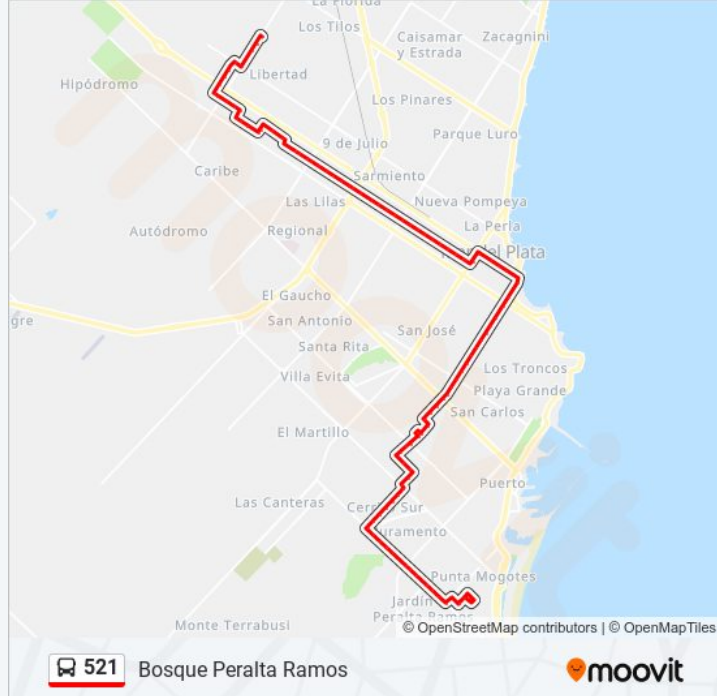 La Florida
Los Tilos
Caisamar
y Estrada
Zacagnini
Libertad
Hipódromo
Los Pinares
Parque Luro
9 de Julio
Caribe
Sarmiento
Las Lilas
Nueva Pompeya
La Perla
Autódromo
Regional
del Plata
El Gaucho
San Antonio
San José
Santa Rita
Los Troncos
Villa Evita
Playa Grande
San Carlos
El Martillo
Puerto
Las Canteras
Cerrito Sur
Juramento
Punta Mogotes
Jardín
Peralta Ramos
Monte Terrabusi
© OpenStreetMap contributors | © OpenMapTiles
521 Bosque Peralta Ramos
moovit